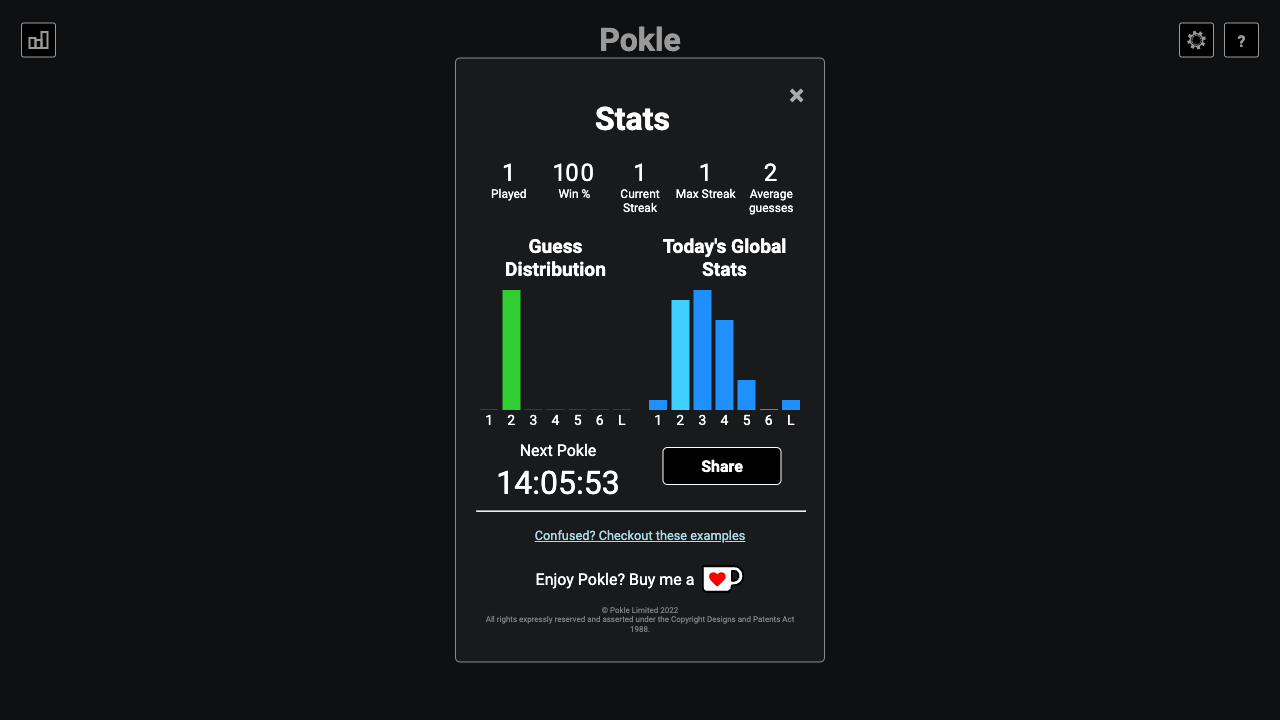 Pokle
?
Stats
1 100 1 1 2
Played Win % Current Max Streak Average
Streak guesses
Guess
Distribution
Today's Global
Stats
1 2 3 4 5 6 L
1 2 3 4 5 6 L
Next Pokle
14:05:53
Share
Confused? Checkout these examples
Enjoy Pokle? Buy me a
© Pokle Limited 2022
All rights expressly reserved and asserted under the Copyright Designs and Patents Act
1988.